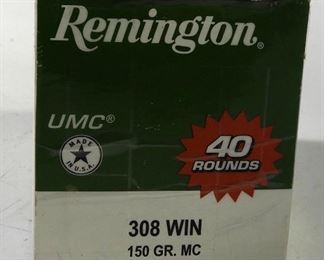 Remington®
UMC®
MADE
IN U.S.A.
40
ROUNDS
308 WIN
150 GR. MC